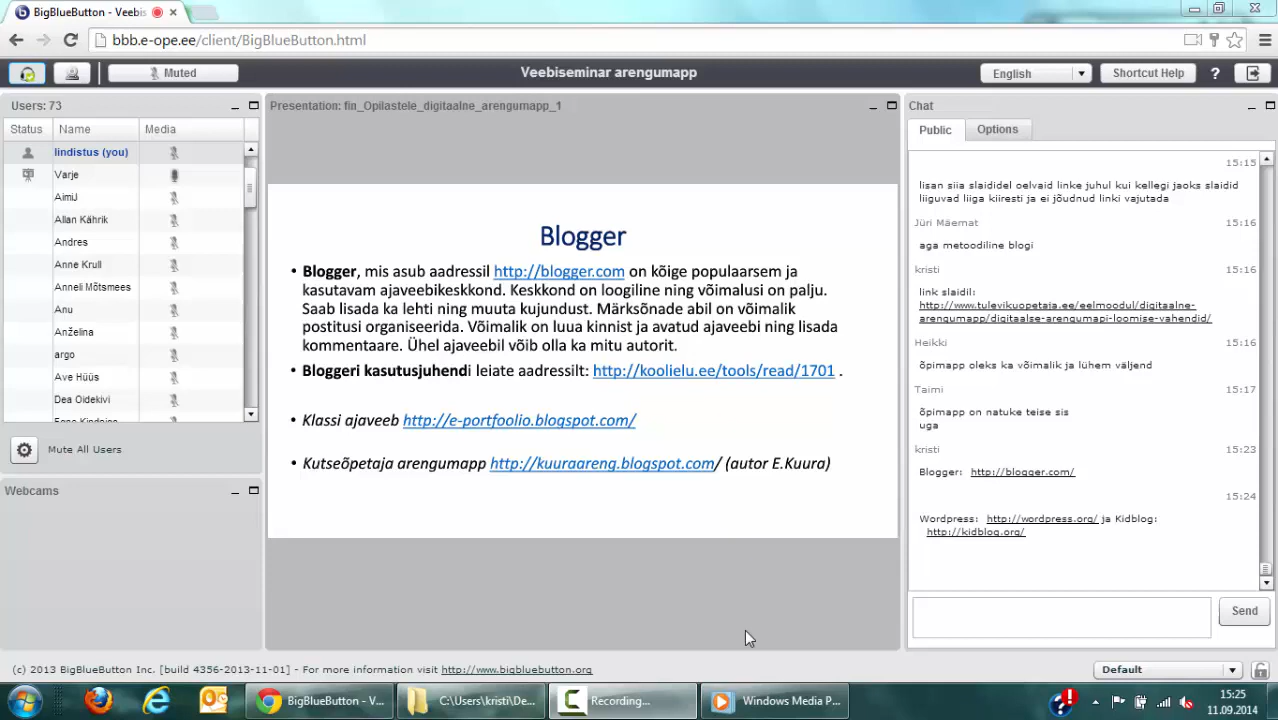 BigBlueButton - Veebis
bbb.e-ope.ee/client/BigBlueButton.html
Muted
Veebiseminar arengumapp
English
Shortcut Help
?
Users: 73
Status Name Media
lindistus (you)
Varje
AimiJ
Allan Kährik
Andres
Anne Krull
Anneli Mõtsmees
Anu
Anželina
argo
Ave Hüüs
Dea Oidekivi
Mute All Users
Webcams
Presentation: fin_Opilastele_digitaalne_arengumapp_1
Blogger
• Blogger, mis asub aadressil http://blogger.com on kõige populaarsem ja
kasutavam ajaveebikeskkond. Keskkond on loogiline ning võimalusi on palju.
Saab lisada ka lehti ning muuta kujundust. Märksõnade abil on võimalik
postitusi organiseerida. Võimalik on luua kinnist ja avatud ajaveebi ning lisada
kommentaare. Ühel ajaveebil võib olla ka mitu autorit.
• Bloggeri kasutusjuhendi leiate aadressilt: http://koolielu.ee/tools/read/1701 .
• Klassi ajaveeb http://e-portfoolio.blogspot.com/
• Kutseõpetaja arengumapp http://kuuraareng.blogspot.com/ (autor E.Kuura)
Chat
Public Options
15:15
lisan siia slaididel oelvaid linke juhul kui kellegi jaoks slaidid
liiguvad liiga kiiresti ja ei jõudnud linki vajutada
Jüri Mäemat 15:16
aga metoodiline blogi
kristi 15:16
link slaidil:
http://www.tulevikuopetaja.ee/eelmoodul/digitaalne-
arengumapp/digitaalse-arengumapi-loomise-vahendid/
Heikki 15:16
õpimapp oleks ka võimalik ja lühem väljend
Taimi 15:17
õpimapp on natuke teise sis
uga
kristi 15:23
Blogger: http://blogger.com/
15:24
Wordpress: http://wordpress.org/ ja Kidblog:
http://kidblog.org/
Send
(c) 2013 BigBlueButton Inc. [build 4356-2013-11-01] - For more information visit http://www.bigbluebutton.org
Default
BigBlueButton - V...
C:\Users\kristi\De...
Recording...
Windows Media P...
15:25
11.09.2014